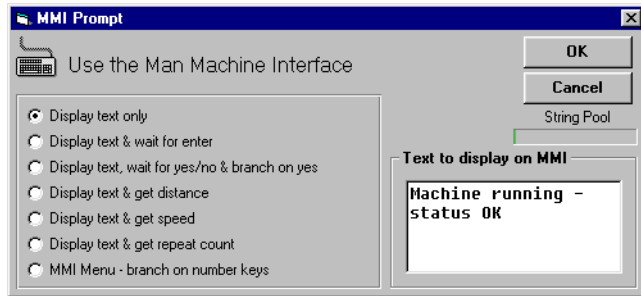 MMI Prompt
Use the Man Machine Interface
OK
Cancel
String Pool
Display text only
Display text & wait for enter
Display text, wait for yes/no & branch on yes
Display text & get distance
Display text & get speed
Display text & get repeat count
MMI Menu - branch on number keys
Text to display on MMI
Machine running -
status OK